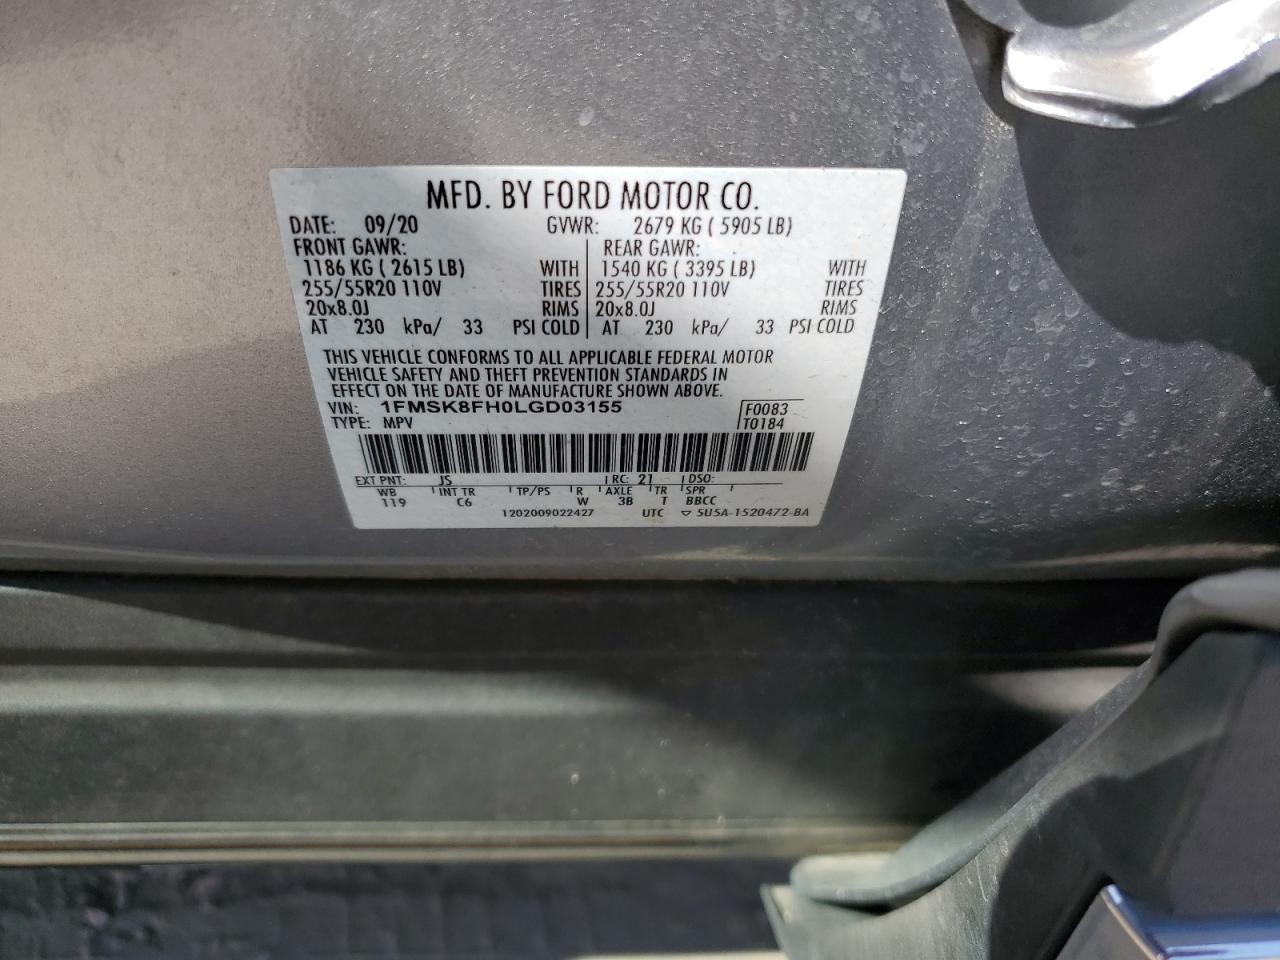 MFD. BY FORD MOTOR CO.
DATE: 09/20 GVWR: 2679 KG ( 5905 LB)
FRONT GAWR: REAR GAWR:
1186 KG ( 2615 LB) WITH 1540 KG ( 3395 LB) WITH
255/55R20 110V TIRES 255/55R20 110V TIRES
20x8.0J RIMS 20x8.0J RIMS
AT 230 kPa/ 33 PSI COLD AT 230 kPa/ 33 PSI COLD
THIS VEHICLE CONFORMS TO ALL APPLICABLE FEDERAL MOTOR
VEHICLE SAFETY AND THEFT PREVENTION STANDARDS IN
EFFECT ON THE DATE OF MANUFACTURE SHOWN ABOVE.
VIN: 1FMSK8FH0LGD03155 F0083
TYPE: MPV T0184
EXT PNT: JS RC: 21 DSO:
WB INT TR TP/PS R AXLE TR SPR
119 C6 W 3B T BBCC
1202009022427 UTC ▽ 5U5A-1520472-BA